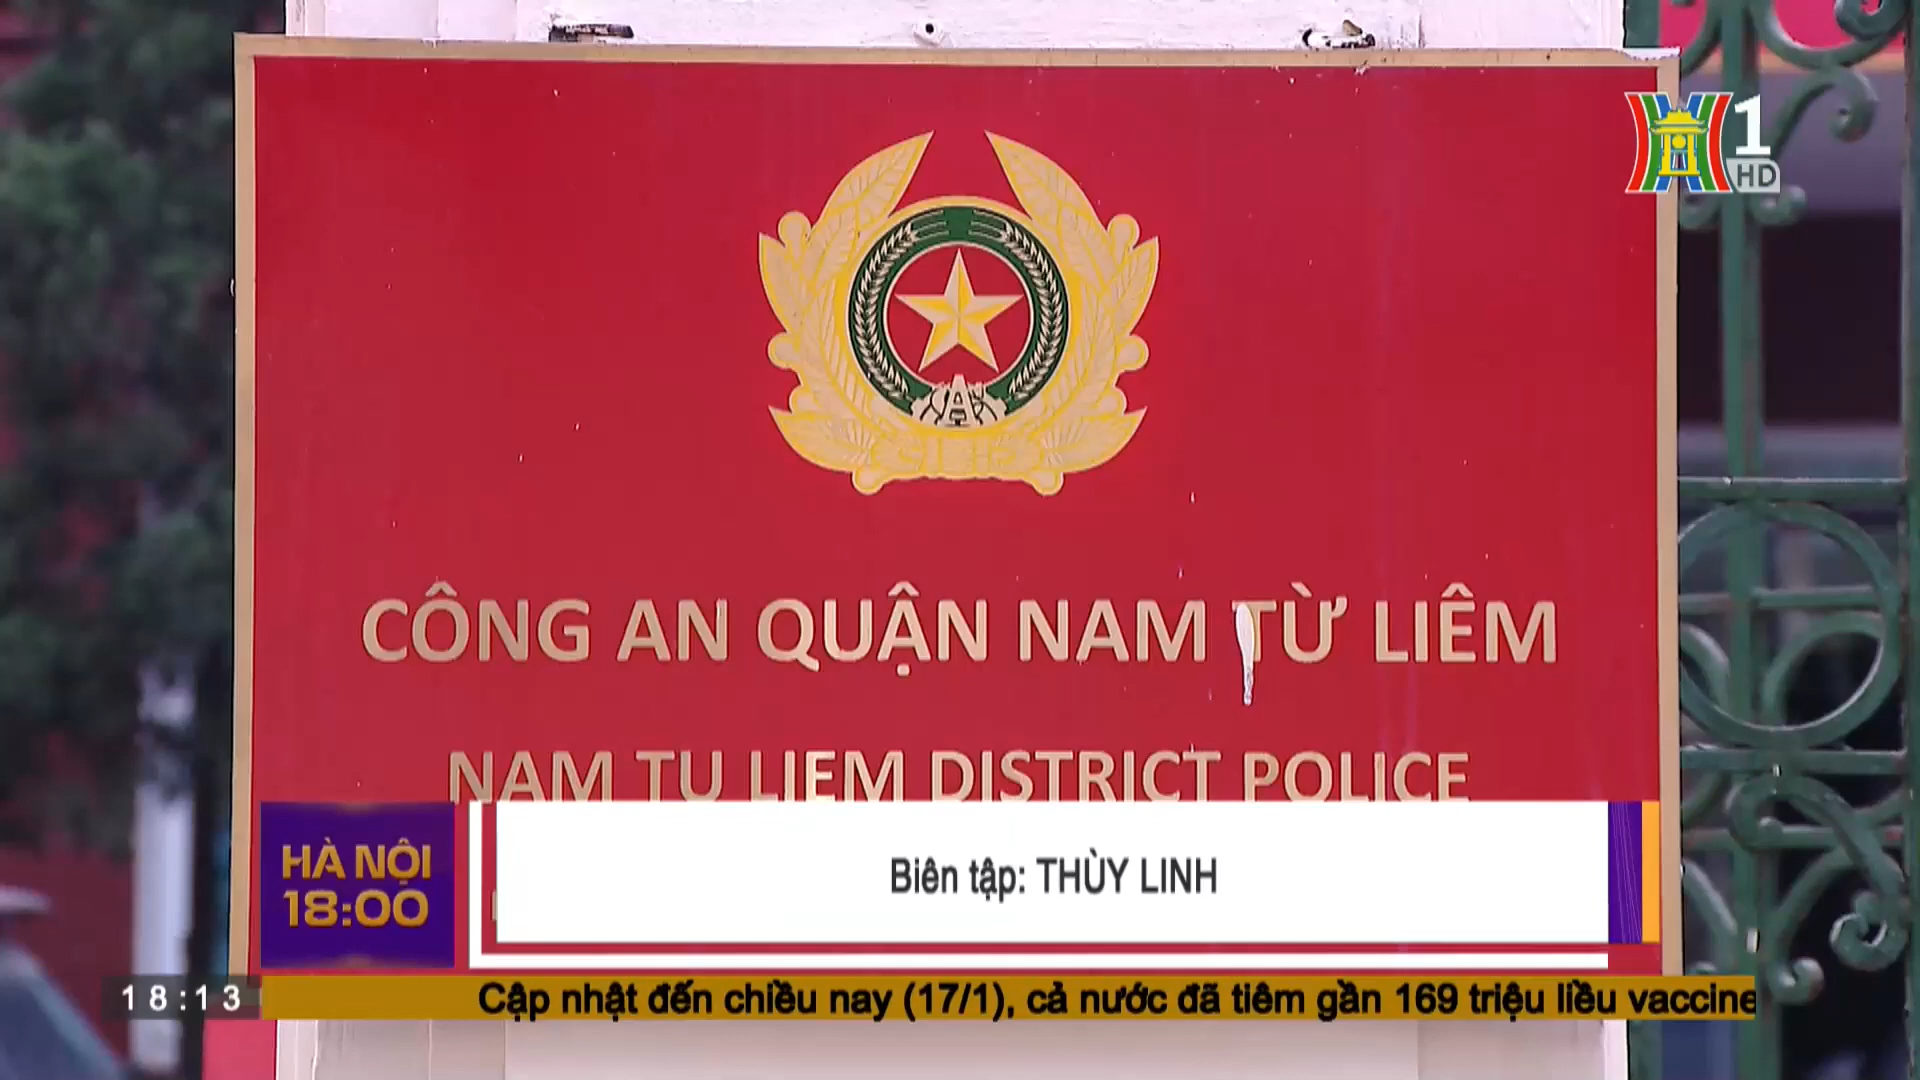 1
HD
CÔNG AN QUẬN NAM TỪ LIÊM
NAM TU LIEM DISTRICT POLICE
HÀ NỘI
18:00
Biên tập: THÙY LINH
18:13
Cập nhật đến chiều nay (17/1), cả nước đã tiêm gần 169 triệu liều vaccine